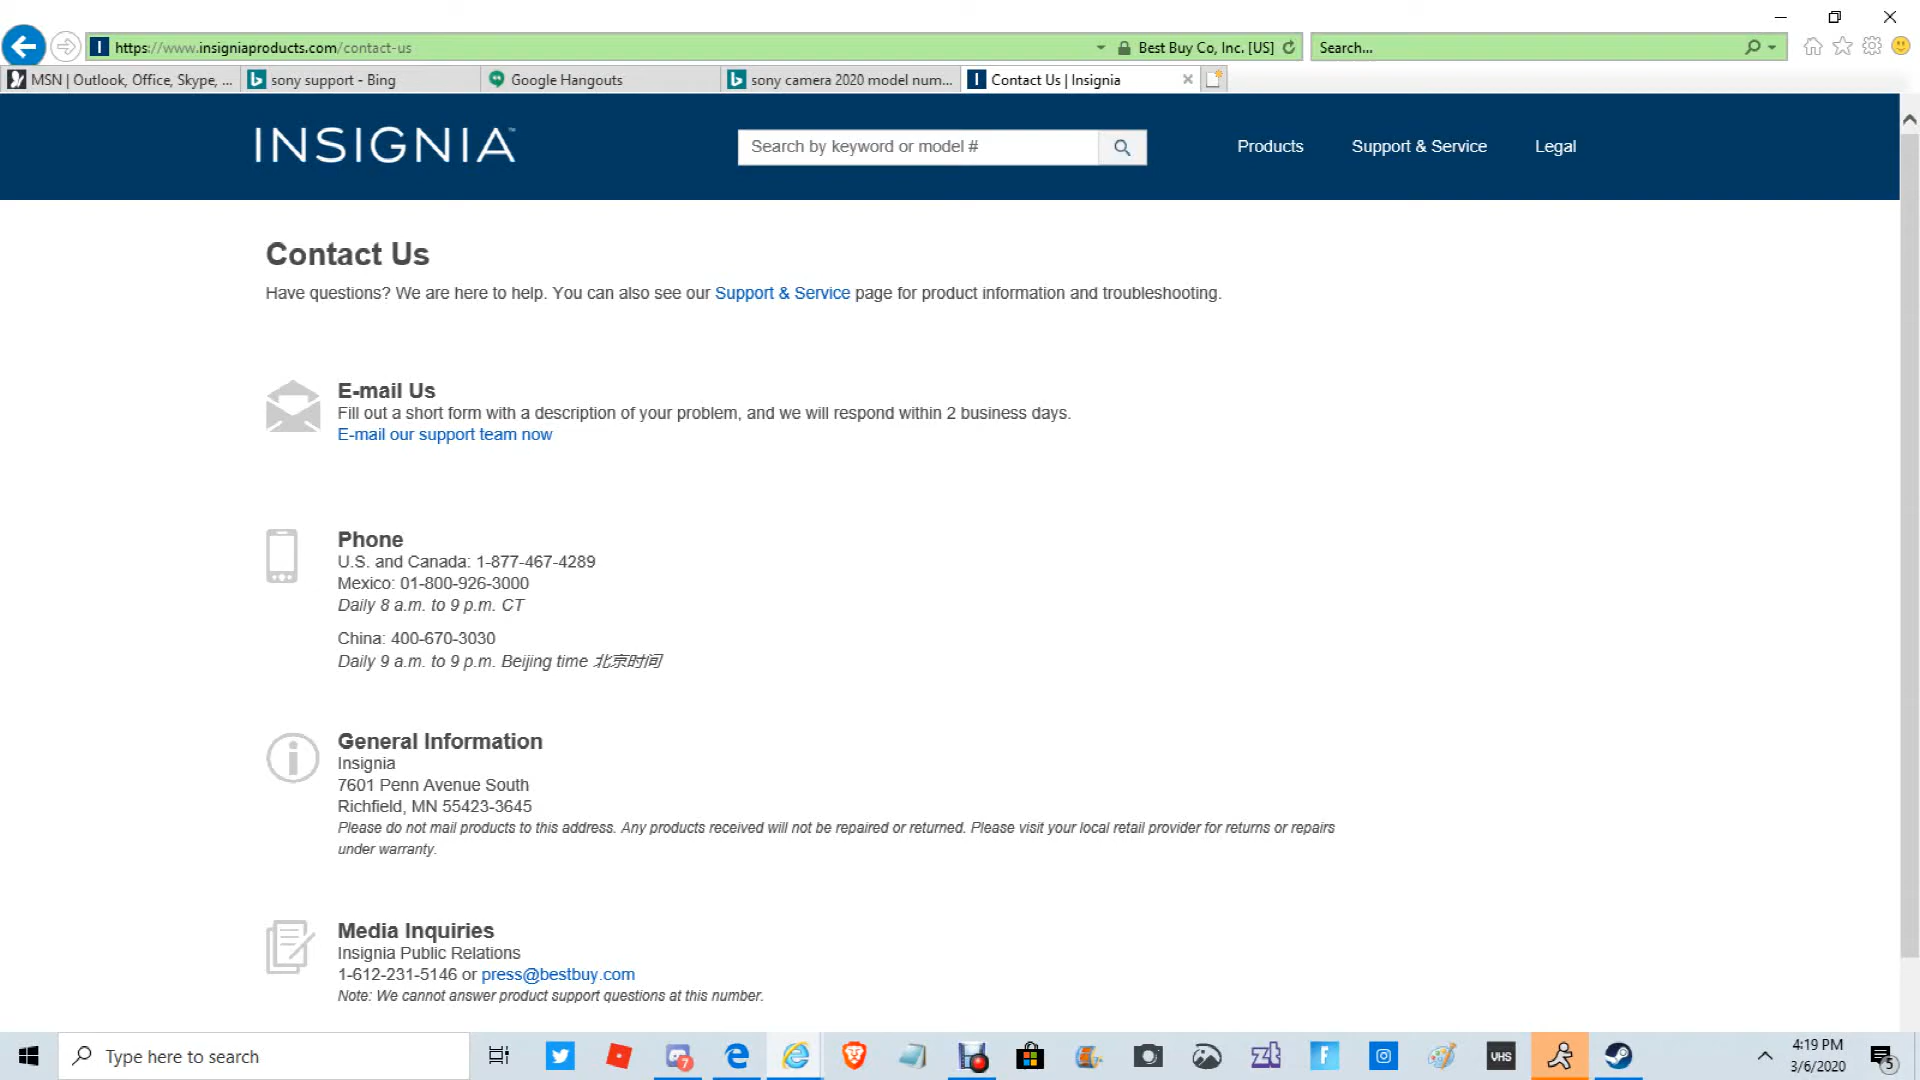 https://www.insigniaproducts.com/contact-us
Best Buy Co, Inc. [US]
Search...
MSN | Outlook, Office, Skype, ...
sony support - Bing
Google Hangouts
sony camera 2020 model num...
Contact Us | Insignia
INSIGNIA
Search by keyword or model #
Products
Support & Service
Legal
Contact Us
Have questions? We are here to help. You can also see our Support & Service page for product information and troubleshooting.
E-mail Us
Fill out a short form with a description of your problem, and we will respond within 2 business days.
E-mail our support team now
Phone
U.S. and Canada: 1-877-467-4289
Mexico: 01-800-926-3000
Daily 8 a.m. to 9 p.m. CT
China: 400-670-3030
Daily 9 a.m. to 9 p.m. Beijing time 北京时间
General Information
Insignia
7601 Penn Avenue South
Richfield, MN 55423-3645
Please do not mail products to this address. Any products received will not be repaired or returned. Please visit your local retail provider for returns or repairs
under warranty.
Media Inquiries
Insignia Public Relations
1-612-231-5146 or press@bestbuy.com
Note: We cannot answer product support questions at this number.
Type here to search
7
zt
F
VHS
4:19 PM
3/6/2020
5